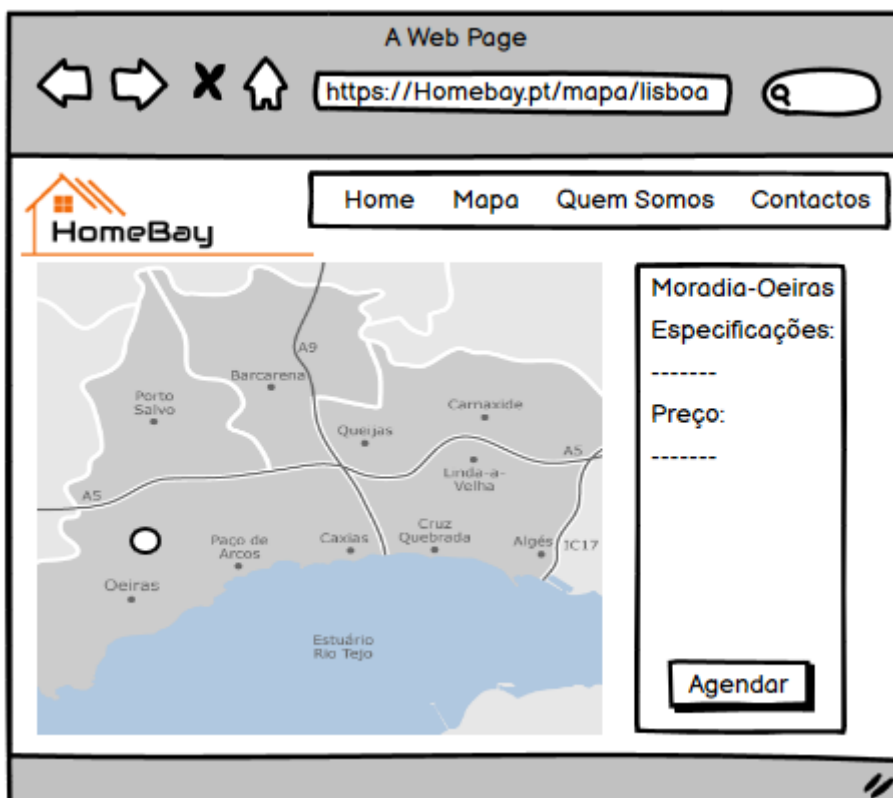 A Web Page
https://Homebay.pt/mapa/lisboa
HomeBay
Home Mapa Quem Somos Contactos
A9
Barcarena
Porto
Salvo
Carnaxide
Queijas
A5
Linda-a-
Velha
A5
Cruz
Quebrada
Paço de
Arcos
Caxias
Algés
IC17
Oeiras
Estuário
Rio Tejo
Moradia-Oeiras
Especificações:
-------
Preço:
-------
Agendar